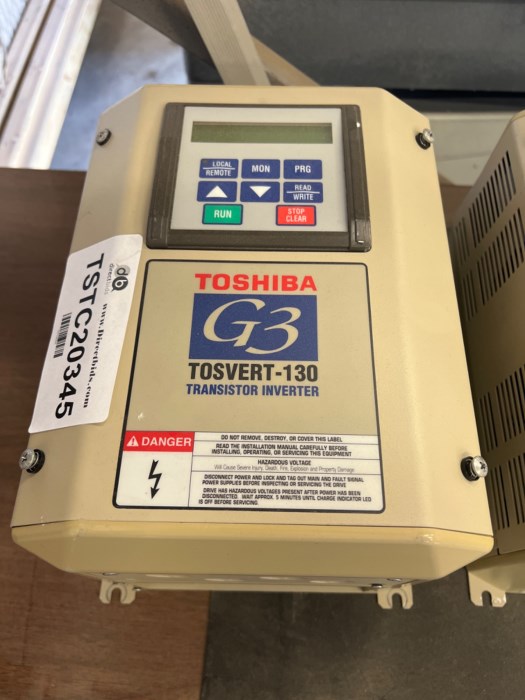 LOCAL
REMOTE
MON
PRG
READ
WRITE
RUN
STOP
CLEAR
TOSHIBA
G3
TOSVERT-130
TRANSISTOR INVERTER
DANGER
DO NOT REMOVE, DESTROY, OR COVER THIS LABEL
READ THE INSTALLATION MANUAL CAREFULLY BEFORE
INSTALLING, OPERATING, OR SERVICING THIS EQUIPMENT
HAZARDOUS VOLTAGE
Will Cause Severe Injury, Death, Fire, Explosion and Property Damage
DISCONNECT POWER AND LOCK AND TAG OUT MAIN AND FAULT SIGNAL
POWER SUPPLIES BEFORE INSPECTING OR SERVICING THE DRIVE
DRIVE HAS HAZARDOUS VOLTAGES PRESENT AFTER POWER HAS BEEN
DISCONNECTED. WAIT APPROX. 5 MINUTES UNTIL CHARGE INDICATOR LED
IS OFF BEFORE SERVICING.
www.Directbids.com
TSTC20345